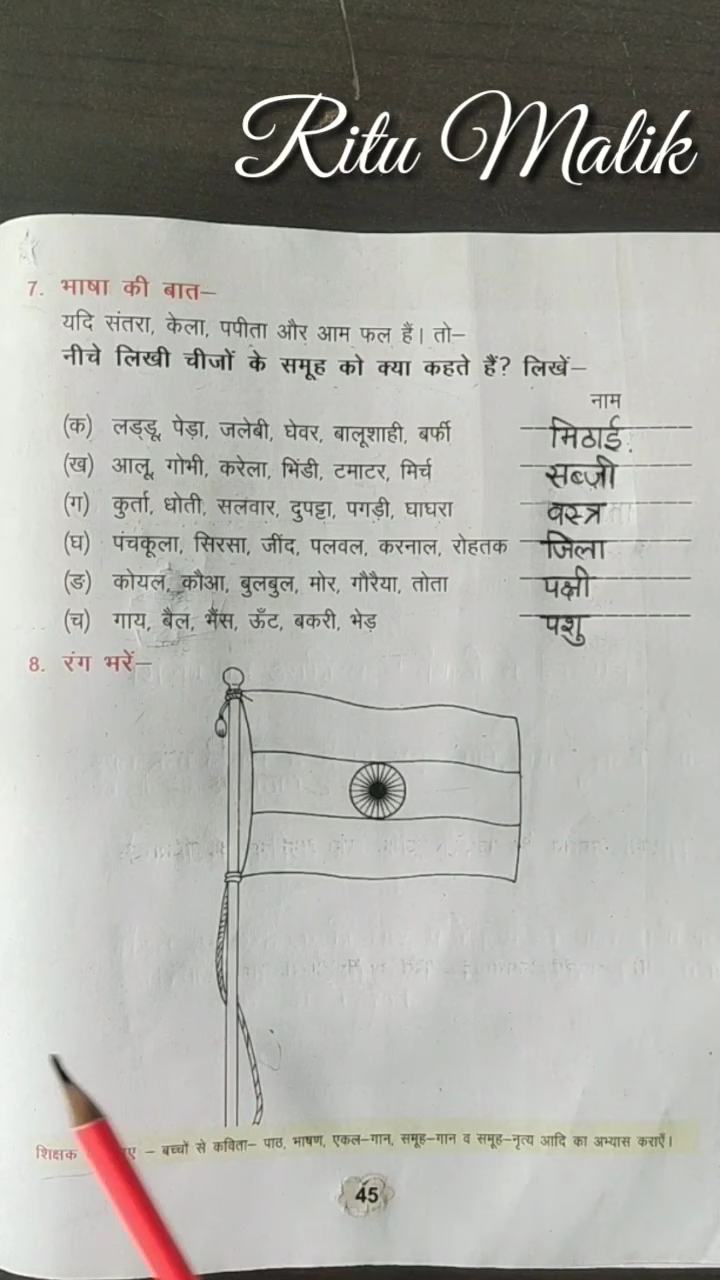 Ritu Malik
7. भाषा की बात–
यदि संतरा, केला, पपीता और आम फल हैं। तो–
नीचे लिखी चीजों के समूह को क्या कहते हैं? लिखें–
नाम
(क) लड्डू, पेड़ा, जलेबी, घेवर, बालूशाही, बर्फी मिठाई
(ख) आलू, गोभी, करेला, भिंडी, टमाटर, मिर्च सब्ज़ी
(ग) कुर्ता, धोती, सलवार, दुपट्टा, पगड़ी, घाघरा वस्त्र
(घ) पंचकूला, सिरसा, जींद, पलवल, करनाल, रोहतक जिला
(ङ) कोयल, कौआ, बुलबुल, मोर, गौरैया, तोता पक्षी
(च) गाय, बैल, भैंस, ऊँट, बकरी, भेड़ पशु
8. रंग भरें–
शिक्षक – बच्चों से कविता– पाठ, भाषण, एकल–गान, समूह–गान व समूह–नृत्य आदि का अभ्यास कराएँ।
45